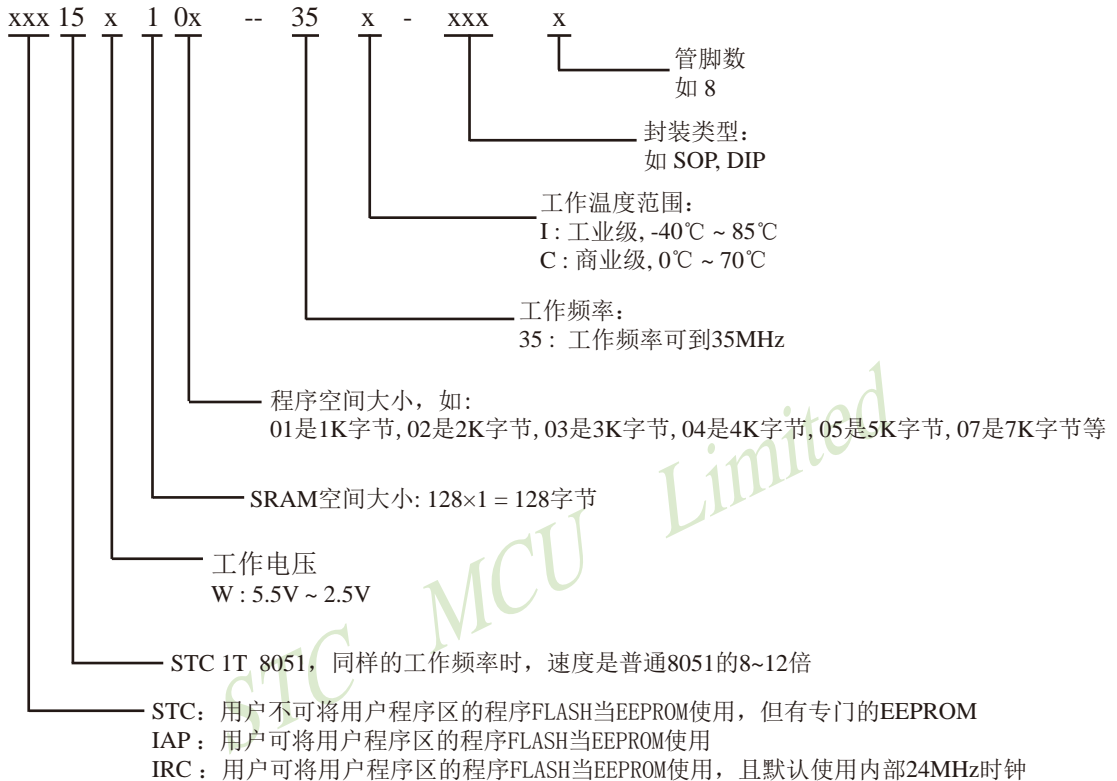 xxx 15 x 1 0x -- 35 x - xxx x
管脚数
如 8
封装类型：
如 SOP, DIP
工作温度范围：
I : 工业级, -40℃ ~ 85℃
C : 商业级, 0℃ ~ 70℃
工作频率：
35 : 工作频率可到35MHz
程序空间大小，如:
01是1K字节, 02是2K字节, 03是3K字节, 04是4K字节, 05是5K字节, 07是7K字节等
SRAM空间大小: 128×1 = 128字节
工作电压
W : 5.5V ~ 2.5V
STC 1T 8051，同样的工作频率时，速度是普通8051的8~12倍
STC：用户不可将用户程序区的程序FLASH当EEPROM使用，但有专门的EEPROM
IAP：用户可将用户程序区的程序FLASH当EEPROM使用
IRC：用户可将用户程序区的程序FLASH当EEPROM使用，且默认使用内部24MHz时钟
STC MCU Limited